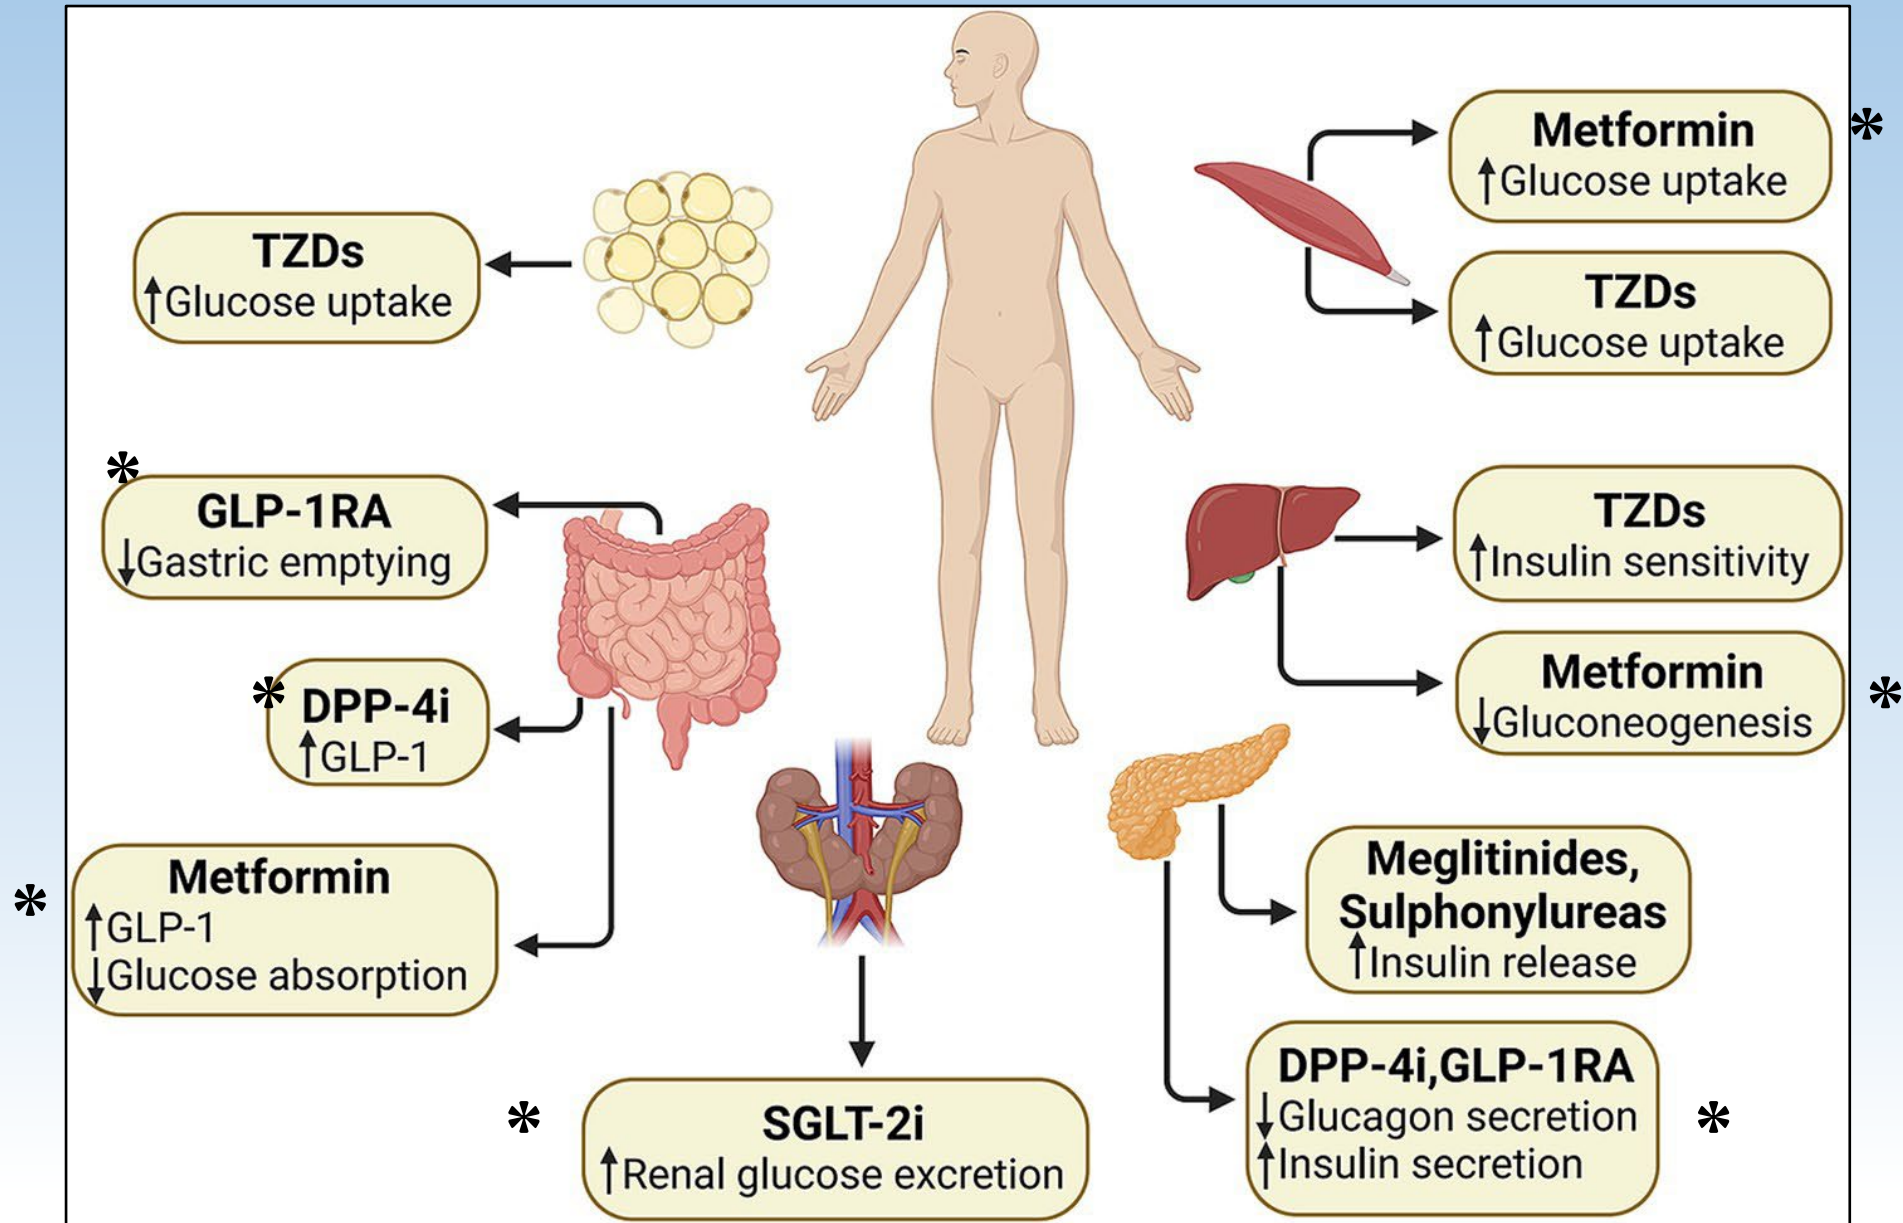 TZDs
↑Glucose uptake
*
GLP-1RA
↓Gastric emptying
*
DPP-4i
↑GLP-1
*
Metformin
↑GLP-1
↓Glucose absorption
*
SGLT-2i
↑Renal glucose excretion
Metformin
*
↑Glucose uptake
TZDs
↑Glucose uptake
TZDs
↑Insulin sensitivity
Metformin
*
↓Gluconeogenesis
Meglitinides,
Sulphonylureas
↑Insulin release
DPP-4i,GLP-1RA
↓Glucagon secretion
*
↑Insulin secretion